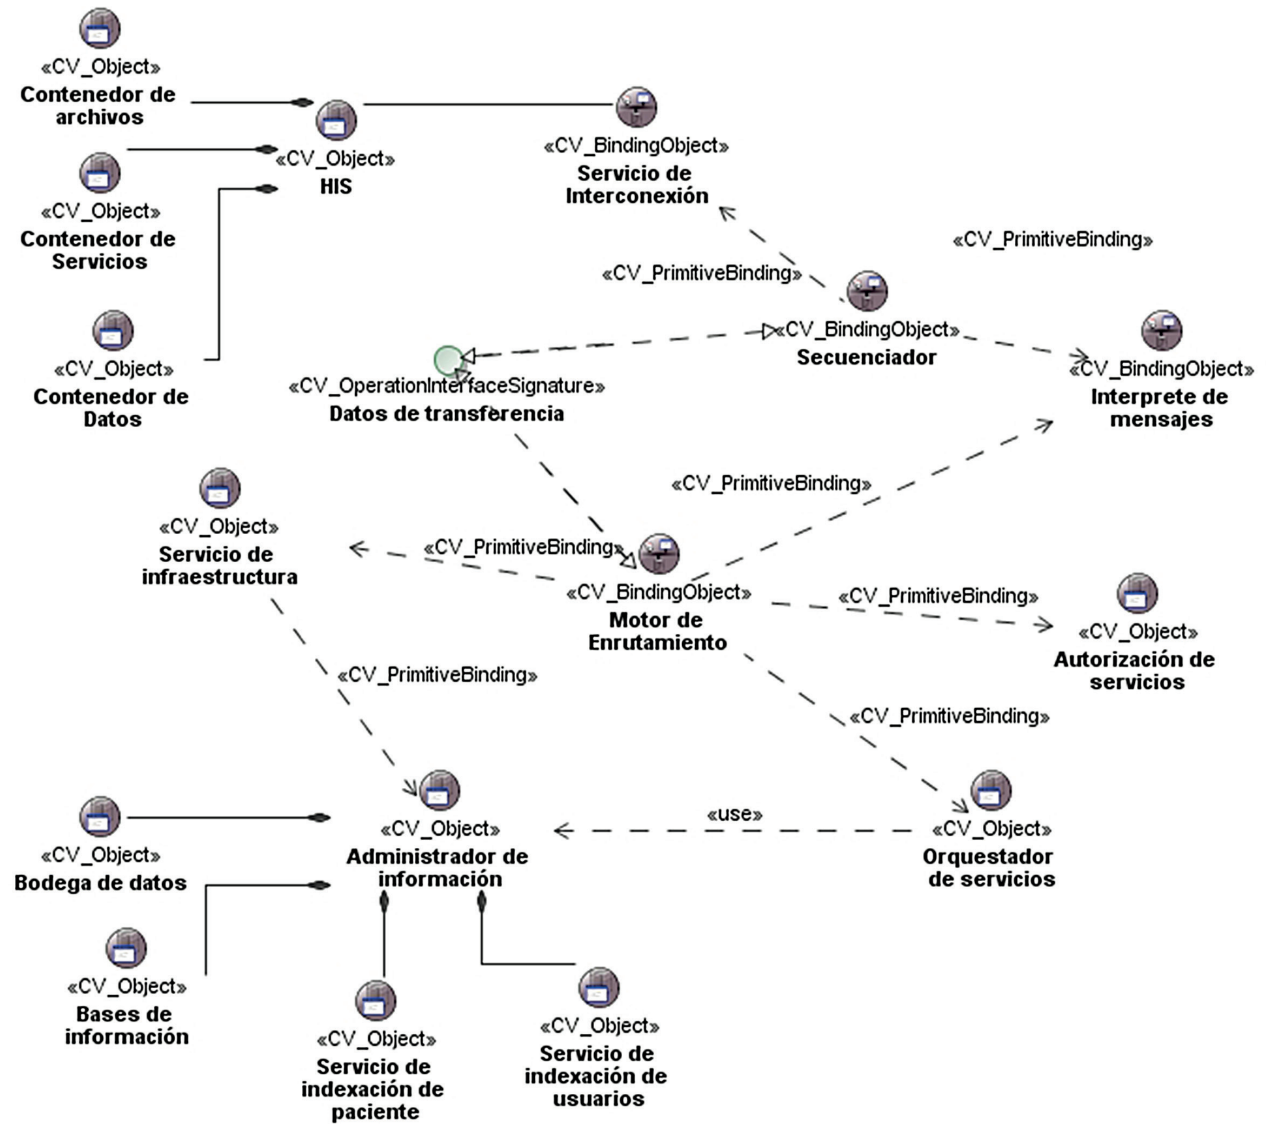 «CV_Object»
Contenedor de
archivos
«CV_Object»
HIS
«CV_BindingObject»
Servicio de
Interconexión
«CV_Object»
Contenedor de
Servicios
«CV_PrimitiveBinding»
«CV_PrimitiveBinding»
«CV_BindingObject»
Secuenciador
«CV_Object»
Contenedor de
Datos
«CV_OperationInterfaceSignature»
Datos de transferencia
«CV_BindingObject»
Interprete de
mensajes
«CV_PrimitiveBinding»
«CV_Object»
Servicio de
infraestructura
«CV_PrimitiveBinding»
«CV_BindingObject»
Motor de
Enrutamiento
«CV_PrimitiveBinding»
«CV_Object»
Autorización de
servicios
«CV_PrimitiveBinding»
«CV_PrimitiveBinding»
«CV_Object»
Bodega de datos
«CV_Object»
Administrador de
información
«use»
«CV_Object»
Orquestador
de servicios
«CV_Object»
Bases de
información
«CV_Object»
Servicio de
indexación de
paciente
«CV_Object»
Servicio de
indexación de
usuarios